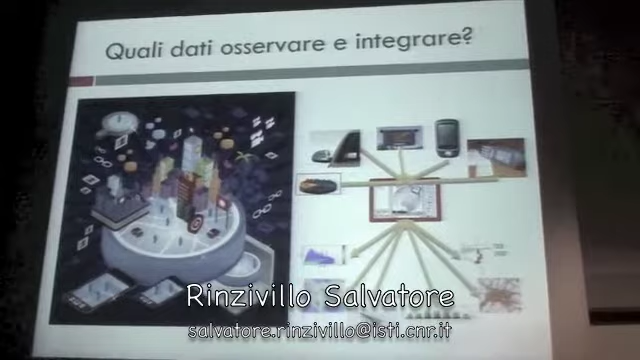 Quali dati osservare e integrare?
Rinzivillo Salvatore
salvatore.rinzivillo@isti.cnr.it